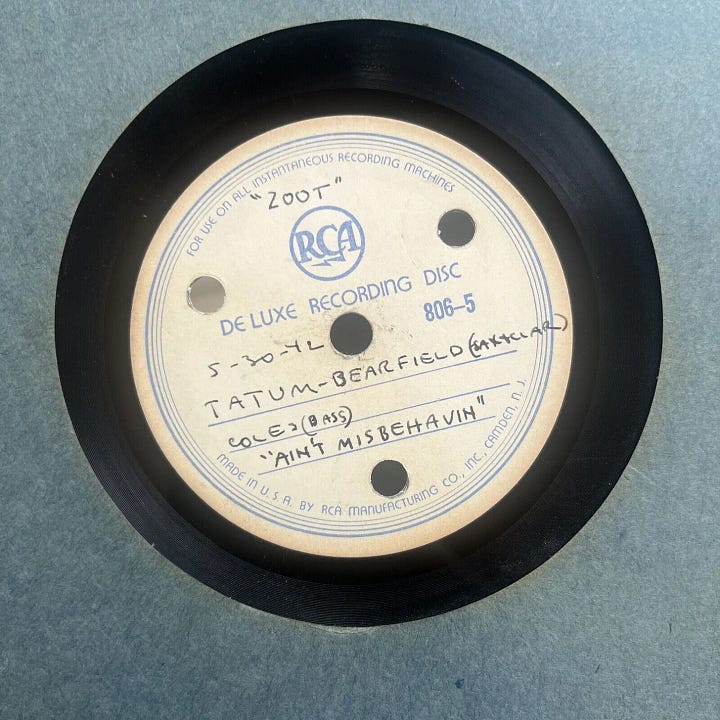 FOR USE ON ALL INSTANTANEOUS RECORDING MACHINES
"ZOOT"
RCA
DE LUXE RECORDING DISC
806-5
5-30-42
TATUM-BEARFIELD (SAX+CLAR)
COLES (BASS)
"AIN'T MISBEHAVIN"
MADE IN U.S.A. BY RCA MANUFACTURING CO., INC., CAMDEN, N.J.